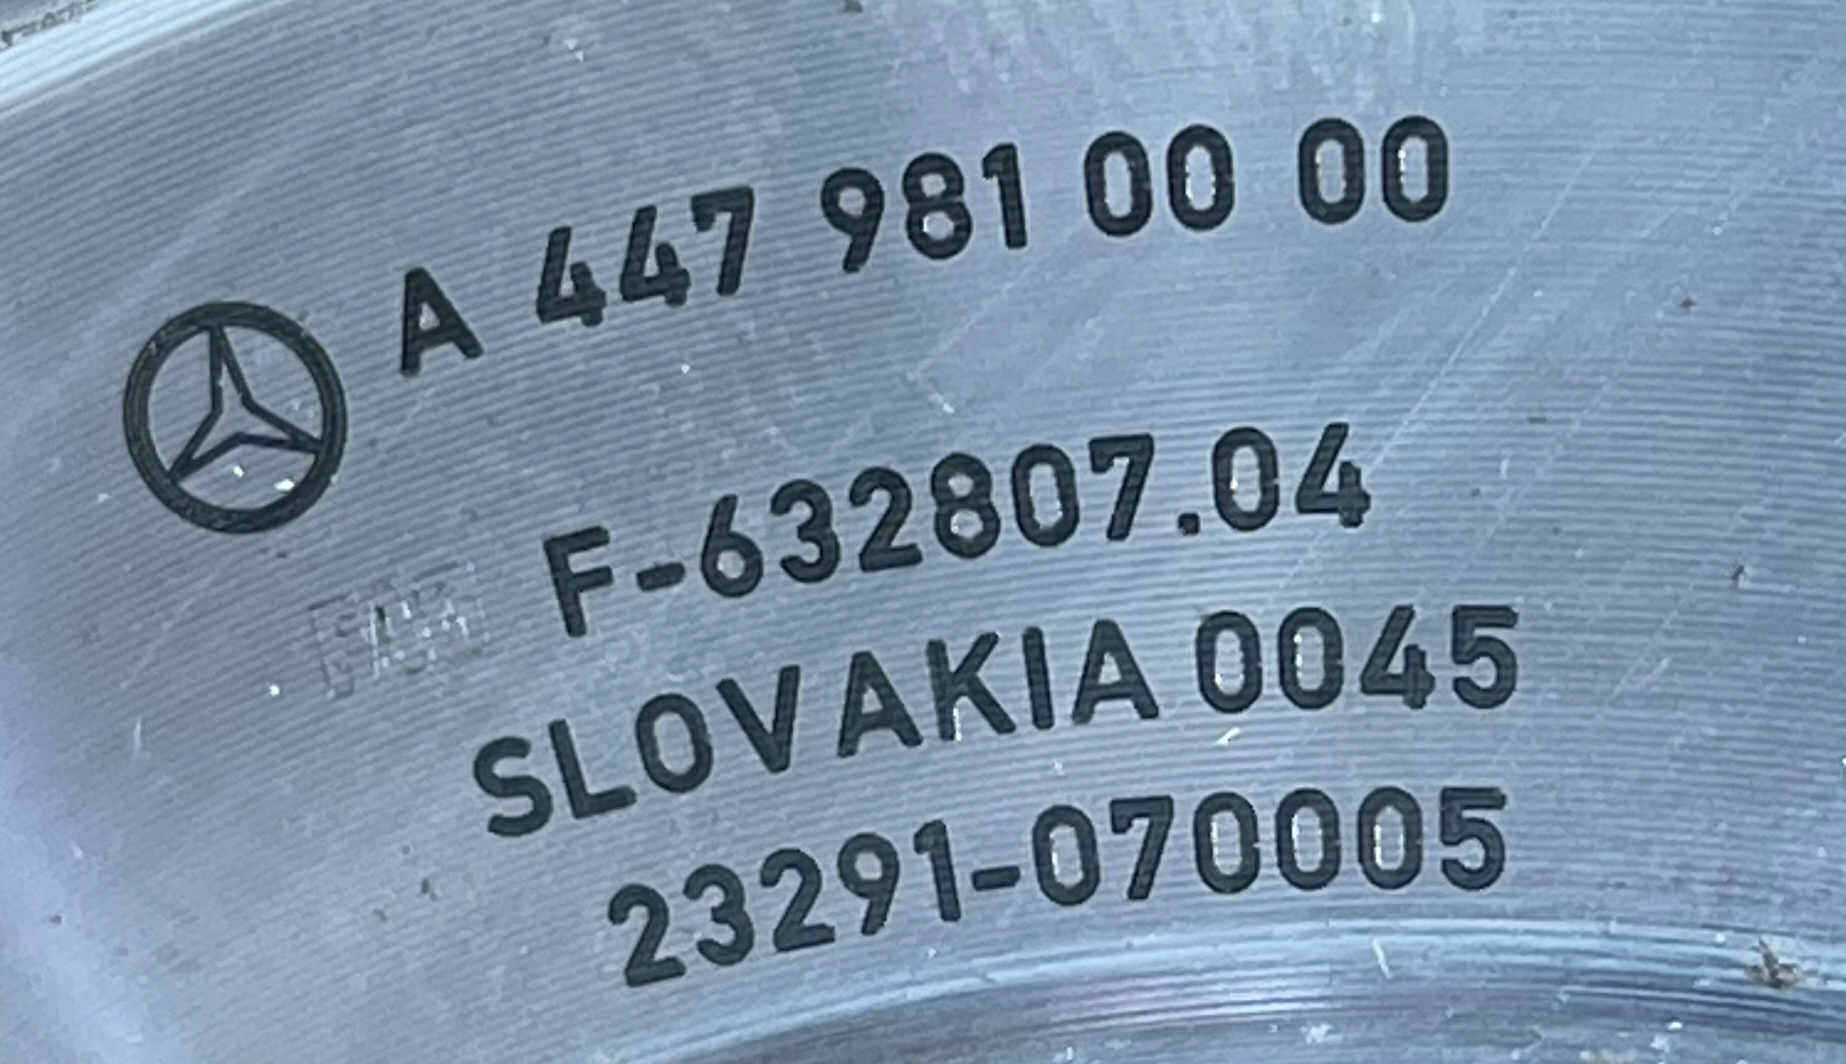 A 447 981 00 00
F-632807.04
SLOVAKIA 0045
23291-070005